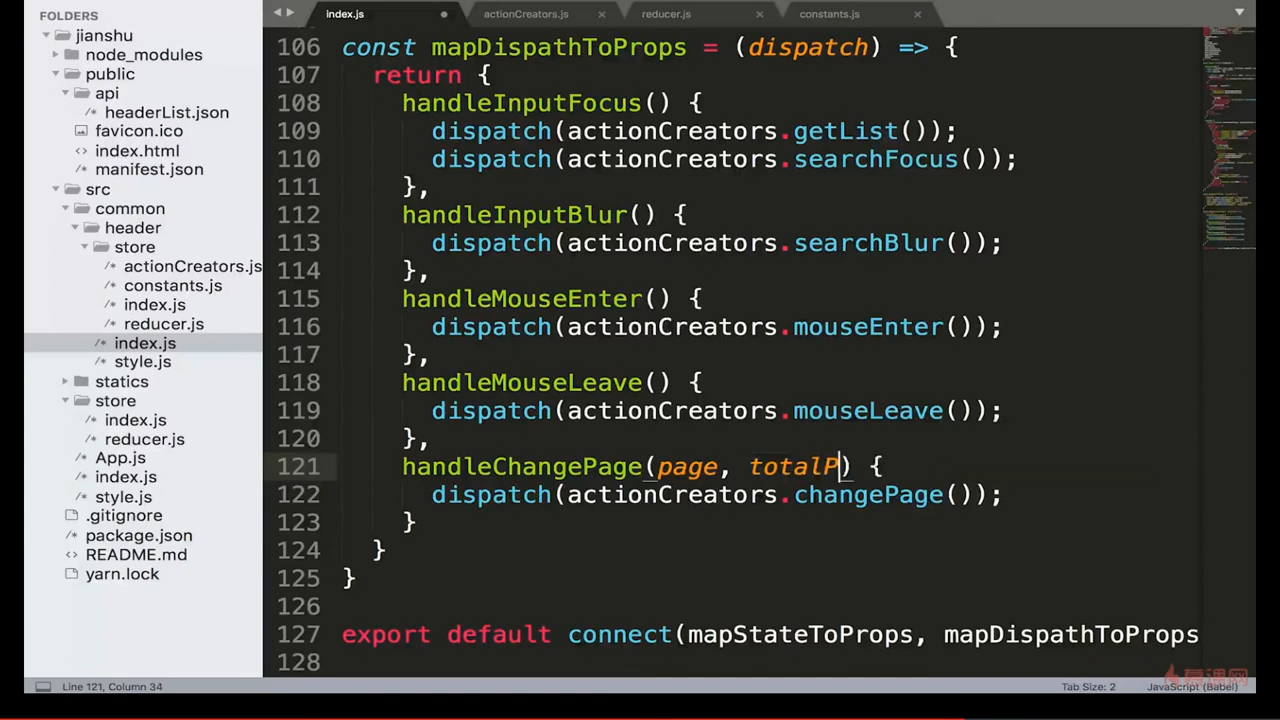 index.js
actionCreators.js
reducer.js
constants.js
FOLDERS
jianshu
node_modules
public
api
headerList.json
favicon.ico
index.html
manifest.json
src
common
header
store
actionCreators.js
constants.js
index.js
reducer.js
index.js
style.js
statics
store
index.js
reducer.js
App.js
index.js
style.js
.gitignore
package.json
README.md
yarn.lock
106 const mapDispathToProps = (dispatch) => {
107 return {
108 handleInputFocus() {
109 dispatch(actionCreators.getList());
110 dispatch(actionCreators.searchFocus());
111 },
112 handleInputBlur() {
113 dispatch(actionCreators.searchBlur());
114 },
115 handleMouseEnter() {
116 dispatch(actionCreators.mouseEnter());
117 },
118 handleMouseLeave() {
119 dispatch(actionCreators.mouseLeave());
120 },
121 handleChangePage(page, totalP) {
122 dispatch(actionCreators.changePage());
123 }
124 }
125 }
126
127 export default connect(mapStateToProps, mapDispathToProps
128
慕课网
Line 121, Column 34
Tab Size: 2
JavaScript (Babel)